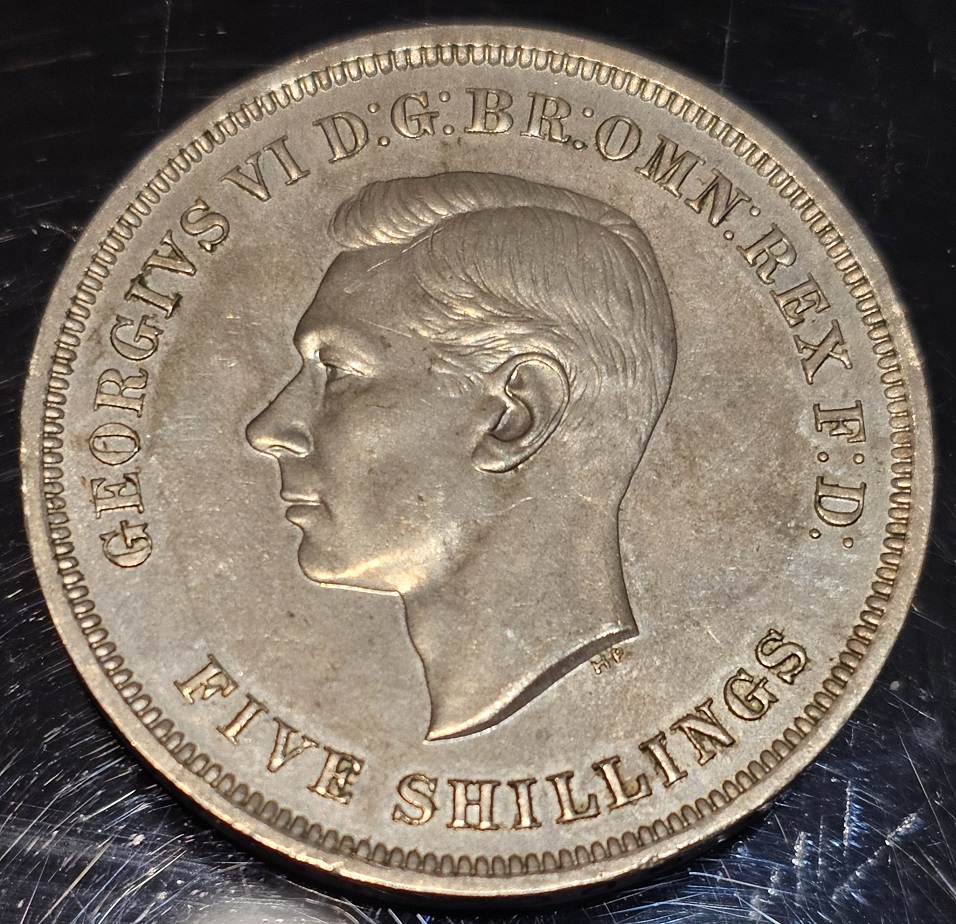 GEORGIVS VI D:G:BR:OMN:REX F:D:
HP
FIVE SHILLINGS